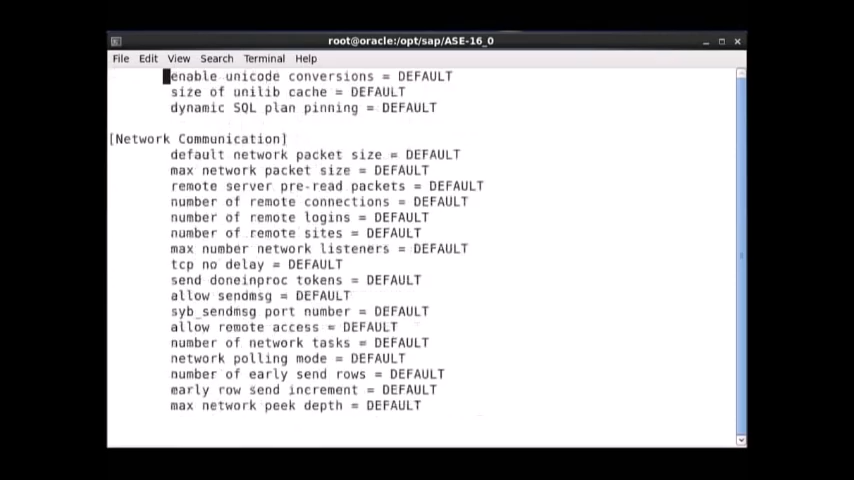 root@oracle:/opt/sap/ASE-16_0
File Edit View Search Terminal Help
enable unicode conversions = DEFAULT
size of unilib cache = DEFAULT
dynamic SQL plan pinning = DEFAULT
[Network Communication]
default network packet size = DEFAULT
max network packet size = DEFAULT
remote server pre-read packets = DEFAULT
number of remote connections = DEFAULT
number of remote logins = DEFAULT
number of remote sites = DEFAULT
max number network listeners = DEFAULT
tcp no delay = DEFAULT
send doneinproc tokens = DEFAULT
allow sendmsg = DEFAULT
syb_sendmsg port number = DEFAULT
allow remote access = DEFAULT
number of network tasks = DEFAULT
network polling mode = DEFAULT
number of early send rows = DEFAULT
early row send increment = DEFAULT
max network peek depth = DEFAULT